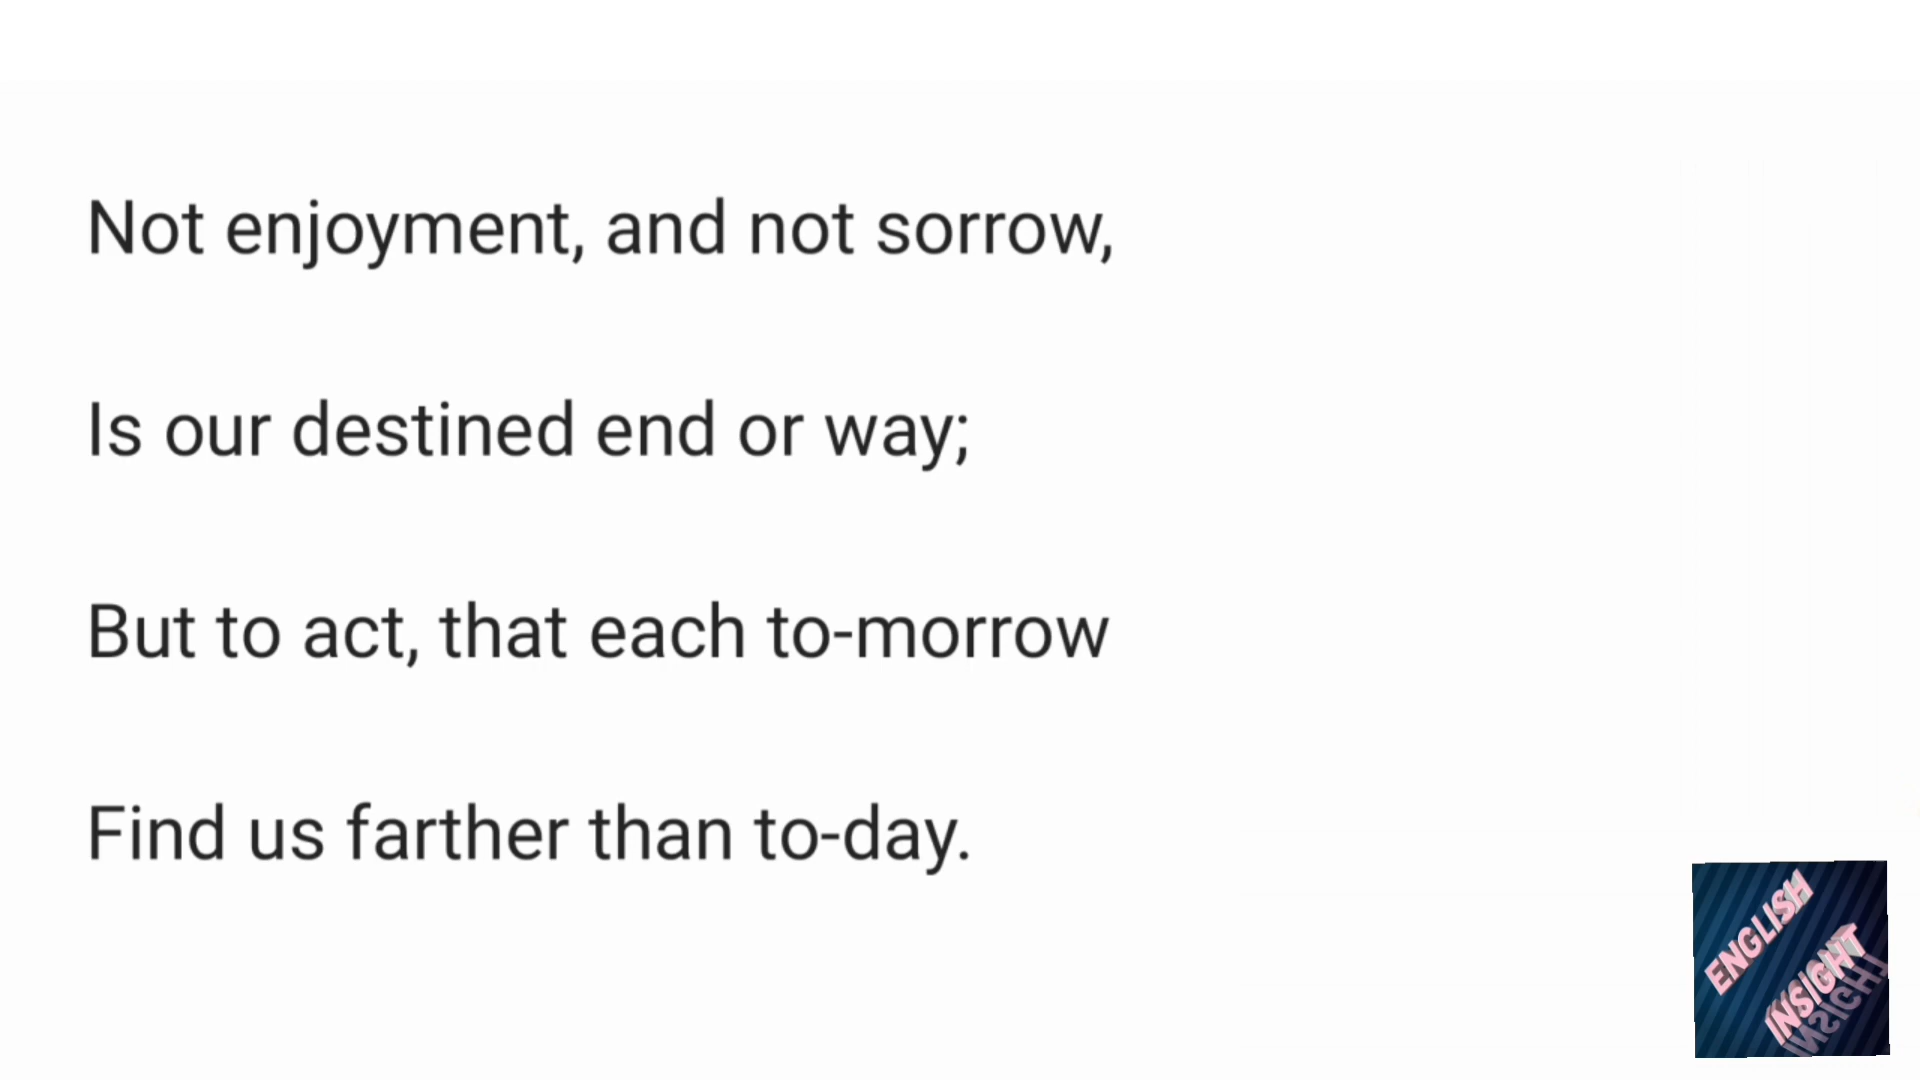 Not enjoyment, and not sorrow,
Is our destined end or way;
But to act, that each to-morrow
Find us farther than to-day.
ENGLISH
INSIGHT